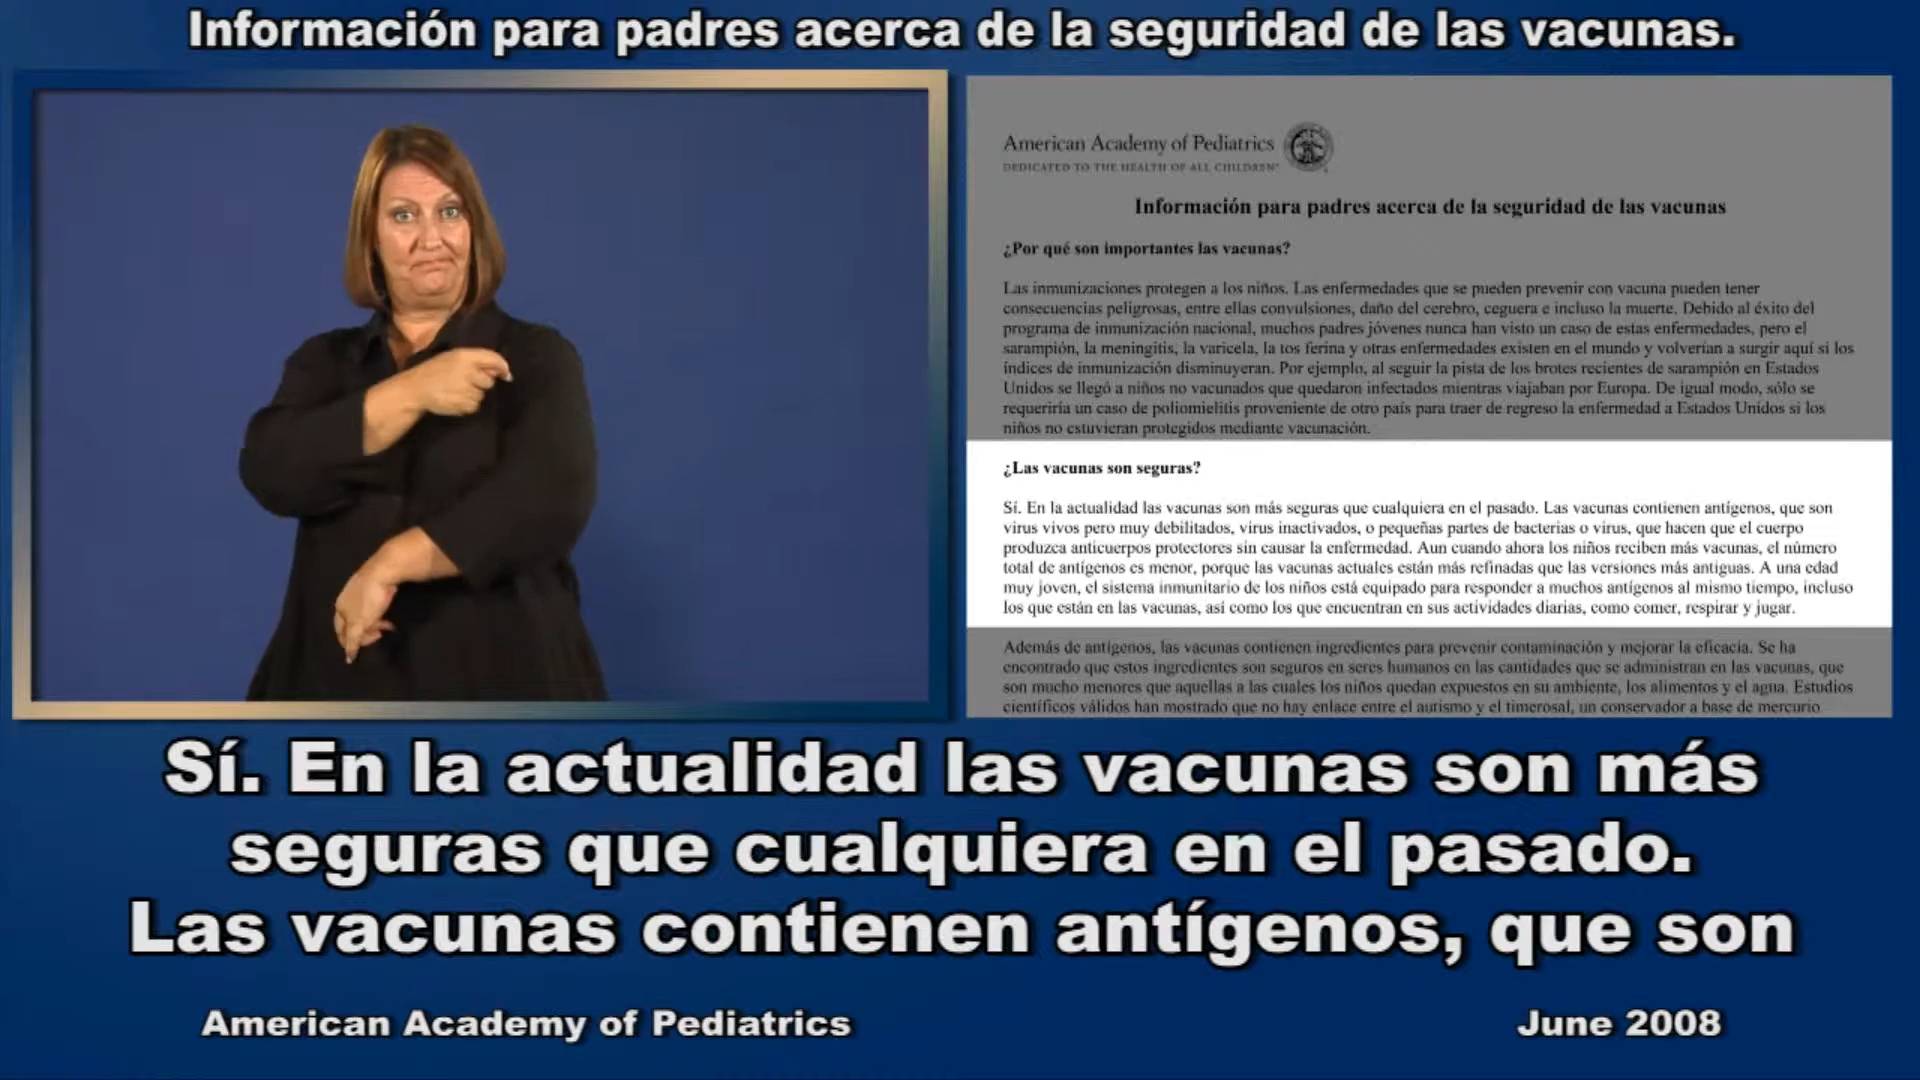 Información para padres acerca de la seguridad de las vacunas.
American Academy of Pediatrics
DEDICATED TO THE HEALTH OF ALL CHILDREN™
Información para padres acerca de la seguridad de las vacunas
¿Por qué son importantes las vacunas?
Las inmunizaciones protegen a los niños. Las enfermedades que se pueden prevenir con vacuna pueden tener
consecuencias peligrosas, entre ellas convulsiones, daño del cerebro, ceguera e incluso la muerte. Debido al éxito del
programa de inmunización nacional, muchos padres jóvenes nunca han visto un caso de estas enfermedades, pero el
sarampión, la meningitis, la varicela, la tos ferina y otras enfermedades existen en el mundo y volverían a surgir aquí si los
índices de inmunización disminuyeran. Por ejemplo, al seguir la pista de los brotes recientes de sarampión en Estados
Unidos se llegó a niños no vacunados que quedaron infectados mientras viajaban por Europa. De igual modo, sólo se
requeriría un caso de poliomielitis proveniente de otro país para traer de regreso la enfermedad a Estados Unidos si los
niños no estuvieran protegidos mediante vacunación.
¿Las vacunas son seguras?
Sí. En la actualidad las vacunas son más seguras que cualquiera en el pasado. Las vacunas contienen antígenos, que son
virus vivos pero muy debilitados, virus inactivados, o pequeñas partes de bacterias o virus, que hacen que el cuerpo
produzca anticuerpos protectores sin causar la enfermedad. Aun cuando ahora los niños reciben más vacunas, el número
total de antígenos es menor, porque las vacunas actuales están más refinadas que las versiones más antiguas. A una edad
muy joven, el sistema inmunitario de los niños está equipado para responder a muchos antígenos al mismo tiempo, incluso
los que están en las vacunas, así como los que encuentran en sus actividades diarias, como comer, respirar y jugar.
Además de antígenos, las vacunas contienen ingredientes para prevenir contaminación y mejorar la eficacia. Se ha
encontrado que estos ingredientes son seguros en seres humanos en las cantidades que se administran en las vacunas, que
son mucho menores que aquellas a las cuales los niños quedan expuestos en su ambiente, los alimentos y el agua. Estudios
científicos válidos han mostrado que no hay enlace entre el autismo y el timerosal, un conservador a base de mercurio
Sí. En la actualidad las vacunas son más
seguras que cualquiera en el pasado.
Las vacunas contienen antígenos, que son
American Academy of Pediatrics
June 2008